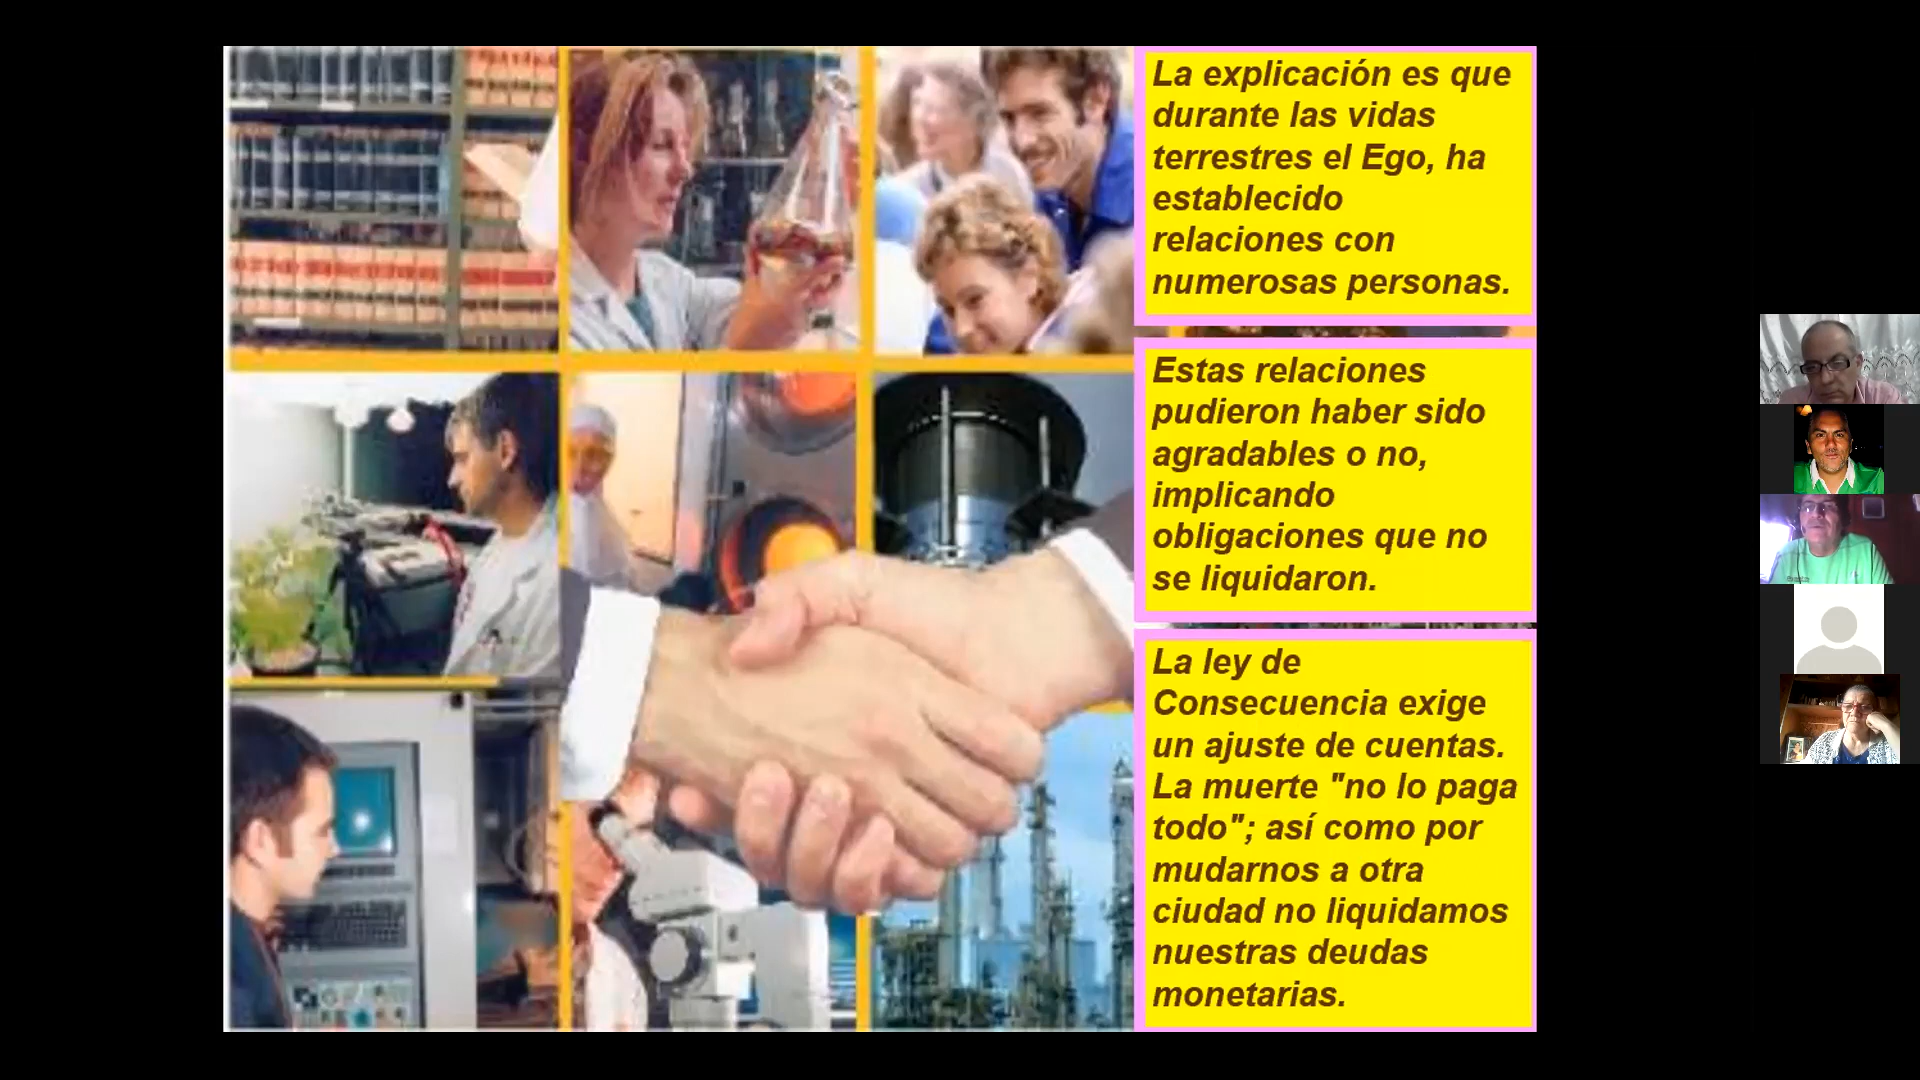 La explicación es que
durante las vidas
terrestres el Ego, ha
establecido
relaciones con
numerosas personas.
Estas relaciones
pudieron haber sido
agradables o no,
implicando
obligaciones que no
se liquidaron.
La ley de
Consecuencia exige
un ajuste de cuentas.
La muerte "no lo paga
todo"; así como por
mudarnos a otra
ciudad no liquidamos
nuestras deudas
monetarias.